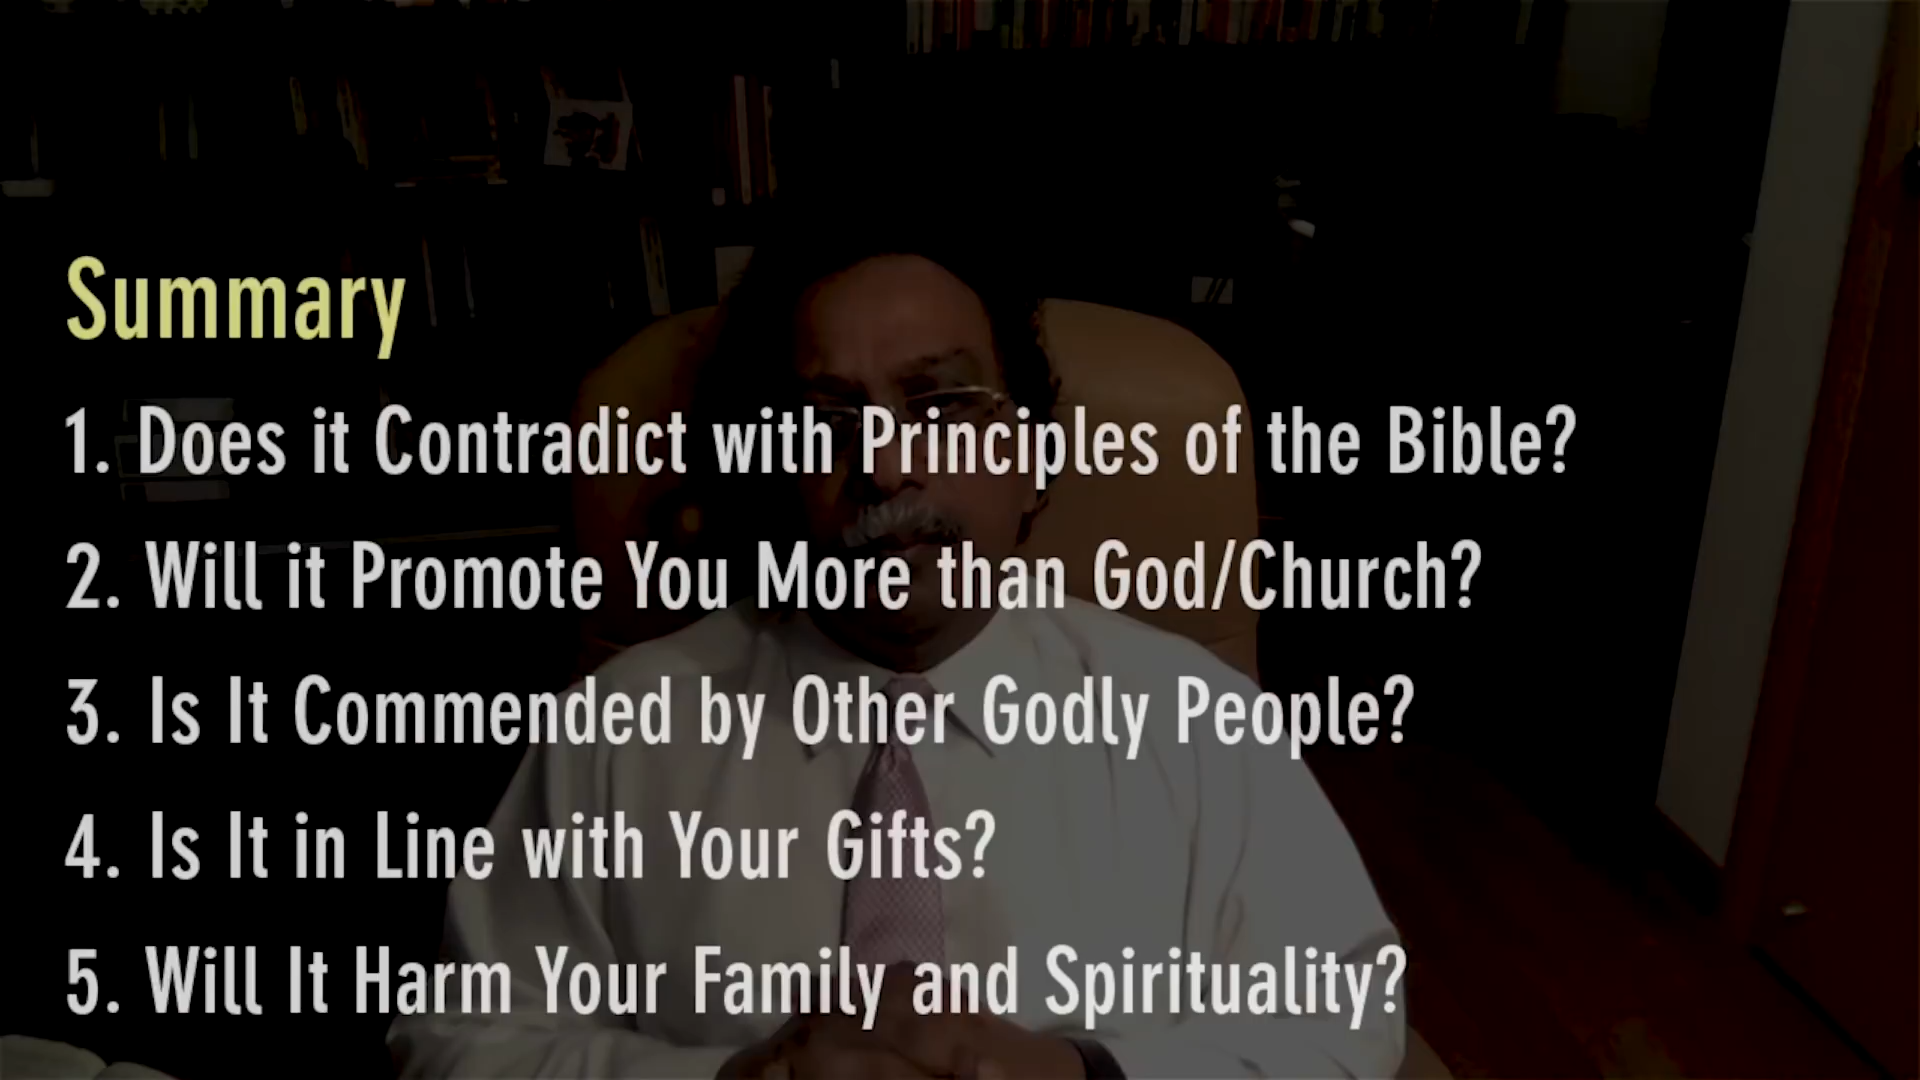 Summary
1. Does it Contradict with Principles of the Bible?
2. Will it Promote You More than God/Church?
3. Is It Commended by Other Godly People?
4. Is It in Line with Your Gifts?
5. Will It Harm Your Family and Spirituality?